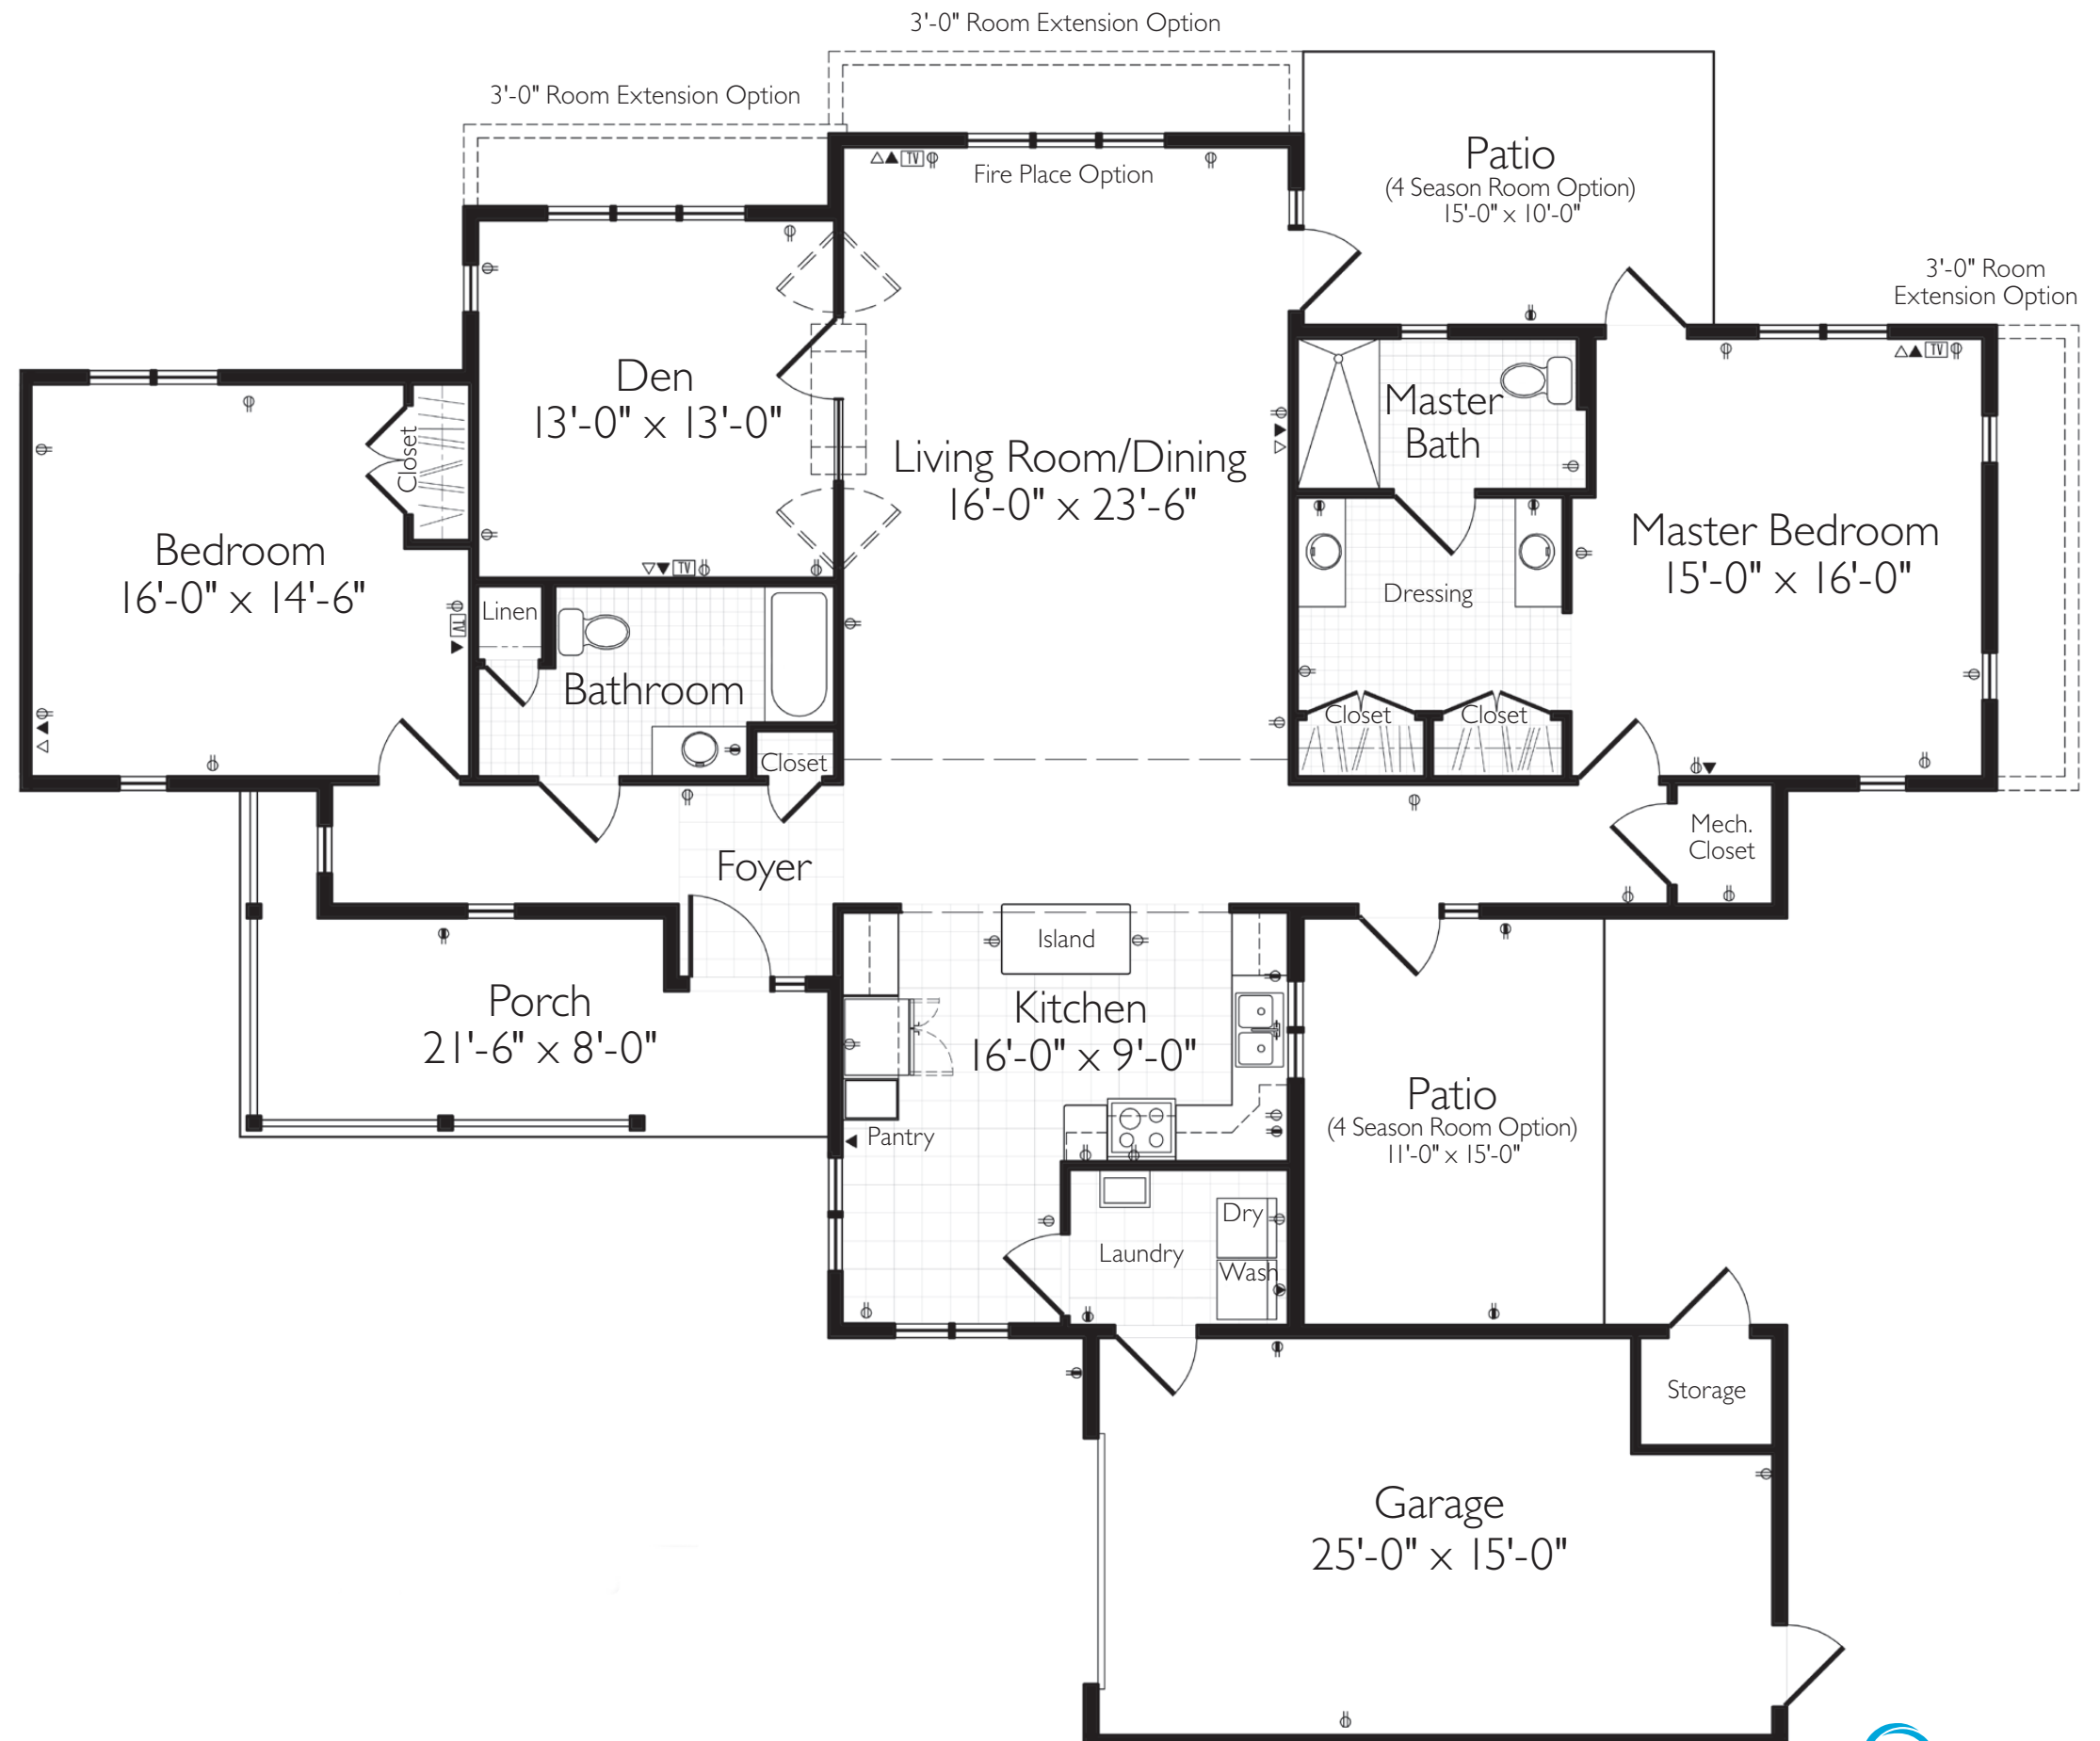 3'-0" Room Extension Option
3'-0" Room Extension Option
TV
Fire Place Option
Patio
(4 Season Room Option)
15'-0" x 10'-0"
3'-0" Room
Extension Option
TV
Den
13'-0" x 13'-0"
Master
Bath
Closet
Living Room/Dining
16'-0" x 23'-6"
Bedroom
16'-0" x 14'-6"
Master Bedroom
15'-0" x 16'-0"
TV
Dressing
Linen
TV
Bathroom
Closet
Closet
Closet
Foyer
Mech.
Closet
Island
Porch
21'-6" x 8'-0"
Kitchen
16'-0" x 9'-0"
Pantry
Patio
(4 Season Room Option)
11'-0" x 15'-0"
Dry
Laundry
Wash
Storage
Garage
25'-0" x 15'-0"